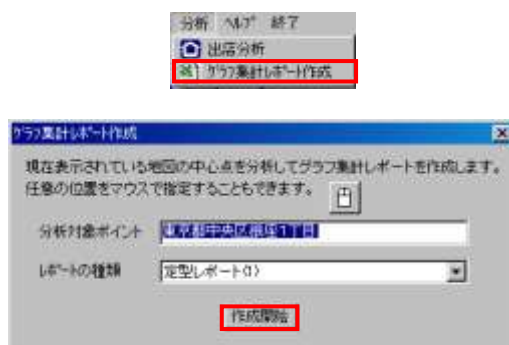 分析 ヘルプ 終了
出店分析
グラフ集計レポート作成
グラフ集計レポート作成
現在表示されている地図の中心点を分析してグラフ集計レポートを作成します。
任意の位置をマウスで指定することもできます。
分析対象ポイント 東京都中央区銀座1丁目
レポートの種類 定型レポート(1)
作成開始